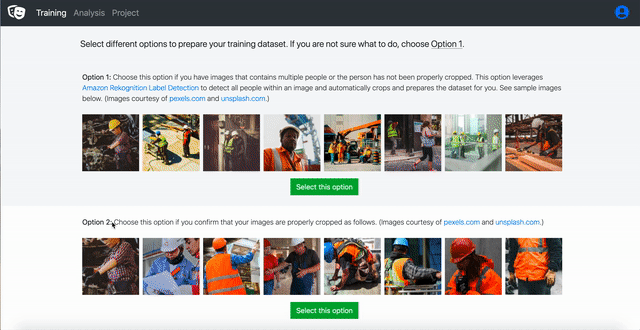 Training Analysis Project
Select different options to prepare your training dataset. If you are not sure what to do, choose Option 1.
Option 1: Choose this option if you have images that contains multiple people or the person has not been properly cropped. This option leverages
Amazon Rekognition Label Detection to detect all people within an image and automatically crops and prepares the dataset for you. See sample images
below. (Images courtesy of pexels.com and unsplash.com.)
Select this option
Option 2: Choose this option if you confirm that your images are properly cropped as follows. (Images courtesy of pexels.com and unsplash.com.)
Select this option